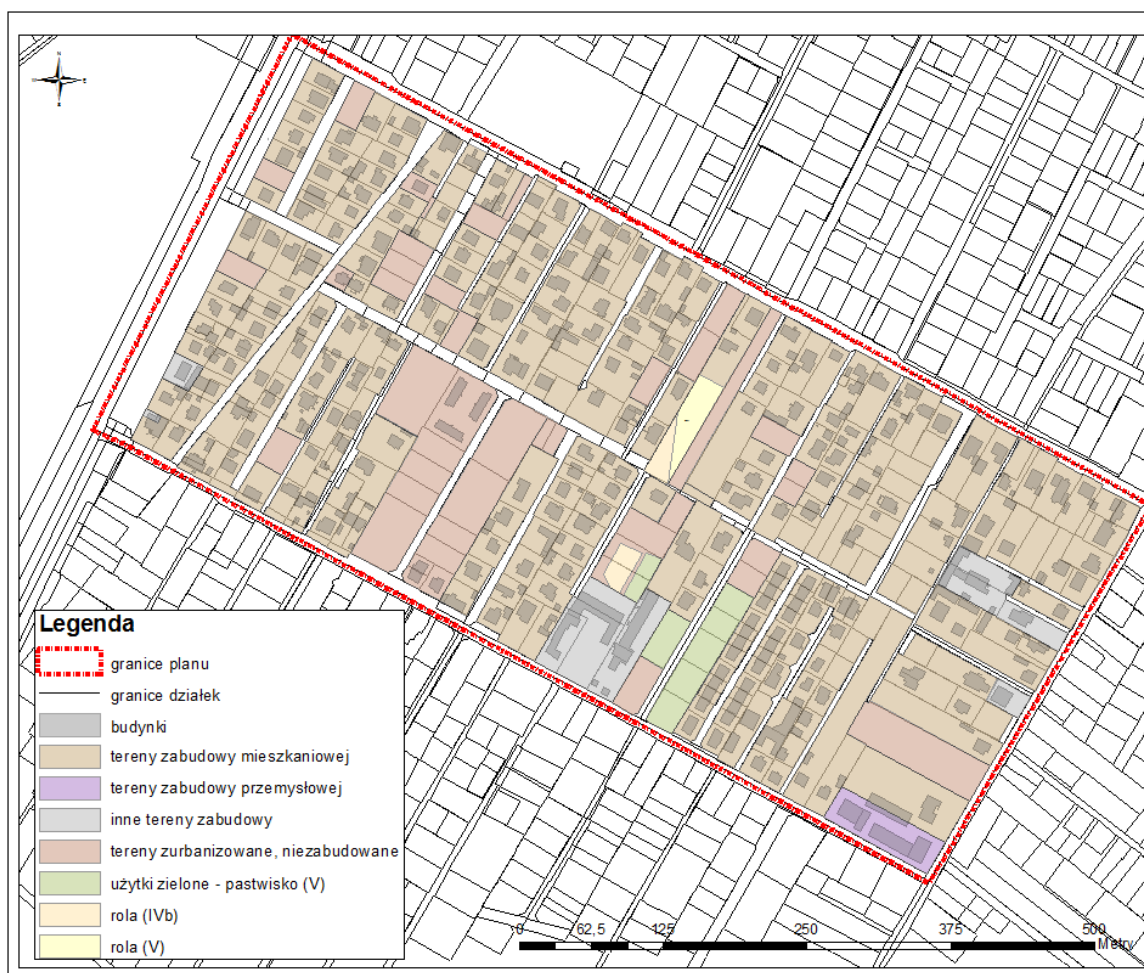 N
Legenda
granice planu
granice działek
budynki
tereny zabudowy mieszkaniowej
tereny zabudowy przemysłowej
inne tereny zabudowy
tereny zurbanizowane, niezabudowane
użytki zielone - pastwisko (V)
rola (IVb)
rola (V)
0 62,5 125 250 375 500
Metry